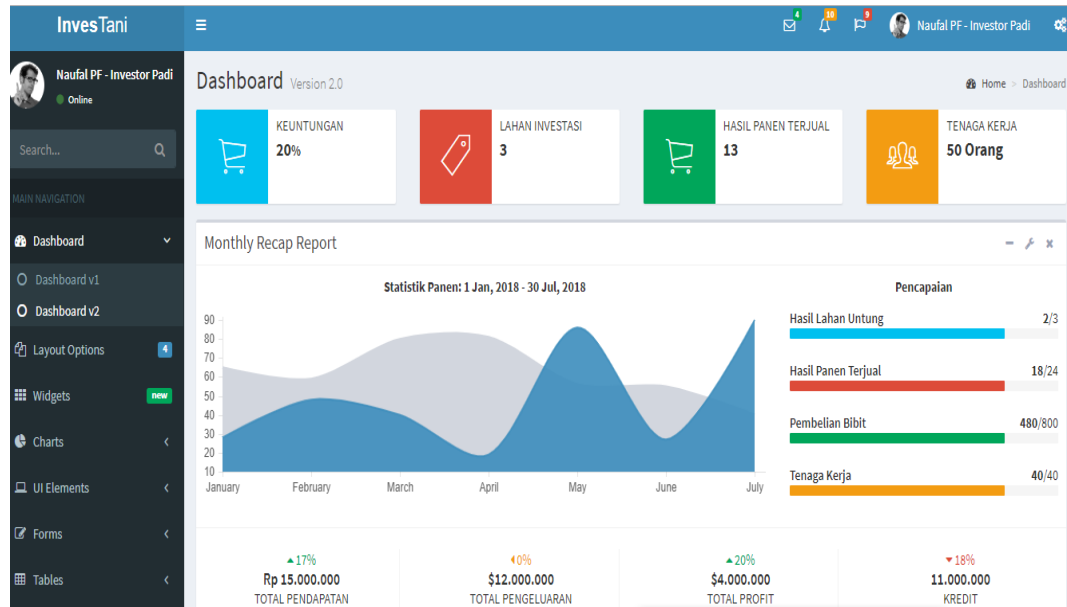 InvesTani
4
10
9
Naufal PF - Investor Padi
Naufal PF - Investor Padi
Online
Search...
MAIN NAVIGATION
Dashboard
Dashboard v1
Dashboard v2
Layout Options 4
Widgets new
Charts
UI Elements
Forms
Tables
Dashboard Version 2.0
Home > Dashboard
KEUNTUNGAN
20%
LAHAN INVESTASI
3
HASIL PANEN TERJUAL
13
TENAGA KERJA
50 Orang
Monthly Recap Report
Statistik Panen: 1 Jan, 2018 - 30 Jul, 2018
90
80
70
60
50
40
30
20
10
January February March April May June July
Pencapaian
Hasil Lahan Untung 2/3
Hasil Panen Terjual 18/24
Pembelian Bibit 480/800
Tenaga Kerja 40/40
17%
Rp 15.000.000
TOTAL PENDAPATAN
0%
$12.000.000
TOTAL PENGELUARAN
20%
$4.000.000
TOTAL PROFIT
18%
11.000.000
KREDIT